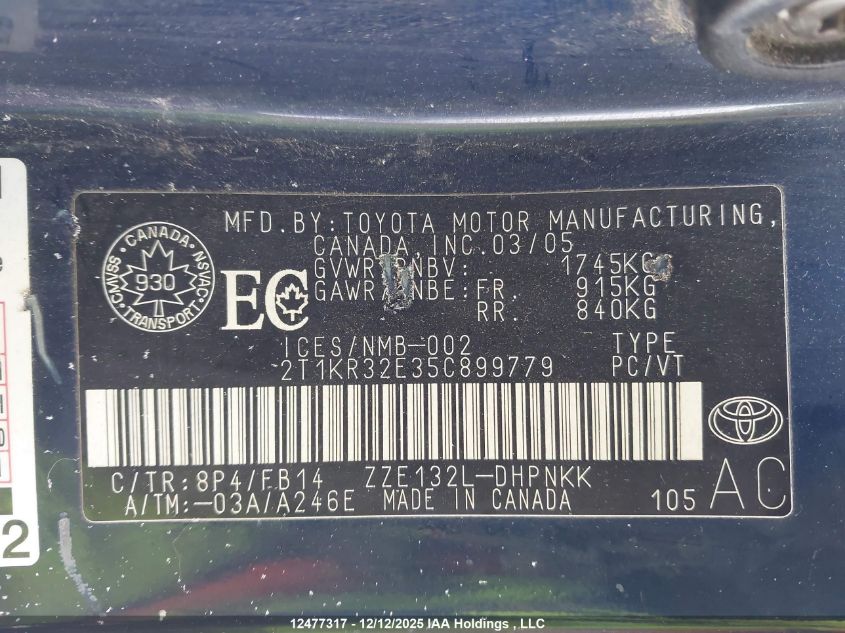 MFD.BY:TOYOTA MOTOR MANUFACTURING,
CANADA,INC.03/05
GVWR/PNBV: 1745KG
GAWR/PNBE:FR. 915KG
RR. 840KG
CANADA
CMVSS 930 NSVAC
TRANSPORT
EC
ICES/NMB-002 TYPE
2T1KR32E35C899779 PC/VT
C/TR:8P4/FB14 ZZE132L-DHPNKK
A/TM:-03A/A246E MADE IN CANADA 105 AC
2
12477317 - 12/12/2025 IAA Holdings , LLC